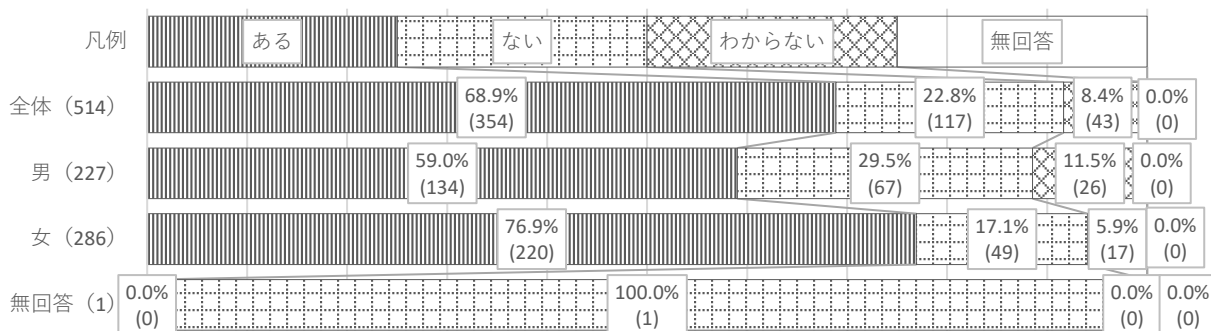 凡例 ある ない わからない 無回答
全体（514） 68.9% 22.8% 8.4% 0.0%
(354) (117) (43) (0)
男（227） 59.0% 29.5% 11.5% 0.0%
(134) (67) (26) (0)
女（286） 76.9% 17.1% 5.9% 0.0%
(220) (49) (17) (0)
無回答（1） 0.0% 100.0% 0.0% 0.0%
(0) (1) (0) (0)